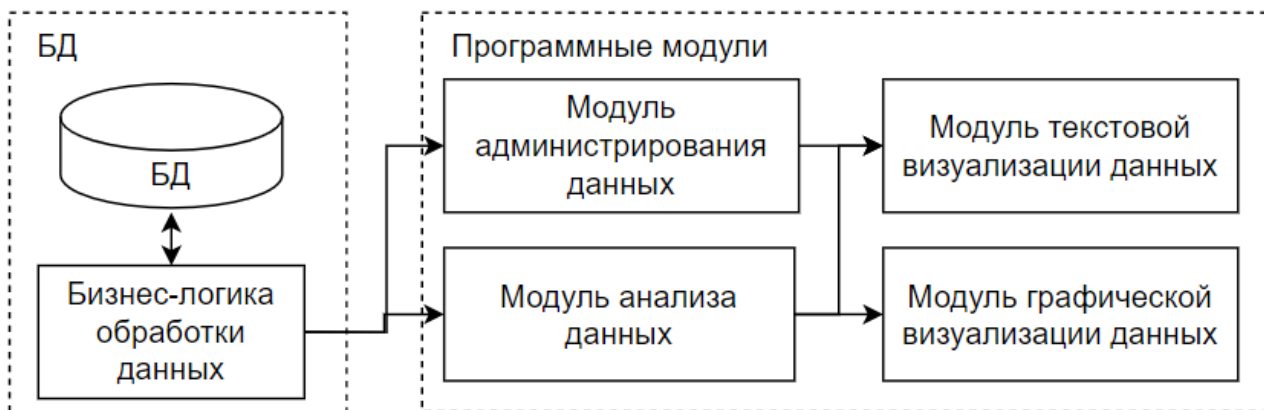 БД
БД
Бизнес-логика
обработки
данных
Программные модули
Модуль
администрирования
данных
Модуль текстовой
визуализации данных
Модуль анализа
данных
Модуль графической
визуализации данных